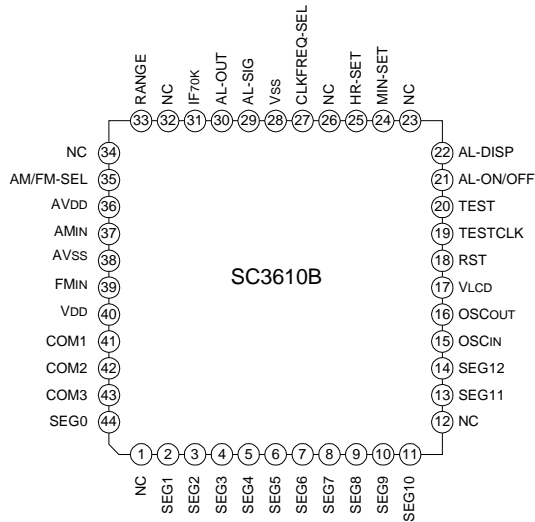 RANGE
NC
IF70K
AL-OUT
AL-SIG
VSS
CLKFREQ-SEL
NC
HR-SET
MIN-SET
NC
33 32 31 30 29 28 27 26 25 24 23
NC 34
AM/FM-SEL 35
AVDD 36
AMIN 37
AVSS 38
FMIN 39
VDD 40
COM1 41
COM2 42
COM3 43
SEG0 44
SC3610B
22 AL-DISP
21 AL-ON/OFF
20 TEST
19 TESTCLK
18 RST
17 VLCD
16 OSCOUT
15 OSCIN
14 SEG12
13 SEG11
12 NC
1 2 3 4 5 6 7 8 9 10 11
NC
SEG1
SEG2
SEG3
SEG4
SEG5
SEG6
SEG7
SEG8
SEG9
SEG10